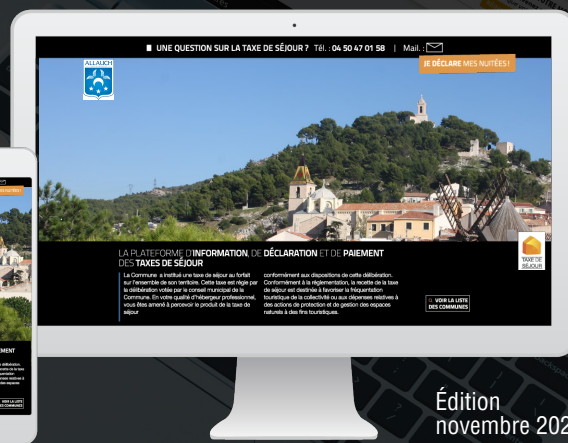 UNE QUESTION SUR LA TAXE DE SÉJOUR ? Tél. : 04 50 47 01 58 | Mail. :
ALLAUCH
JE DÉCLARE MES NUITÉES !
LA PLATEFORME D'INFORMATION, DE DÉCLARATION ET DE PAIEMENT
DES TAXES DE SÉJOUR
La Commune a institué une taxe de séjour au forfait
sur l'ensemble de son territoire. Cette taxe est régie par
la délibération votée par le conseil municipal de la
Commune. En votre qualité d'hébergeur professionnel,
vous êtes amené à percevoir le produit de la taxe de
séjour
conformément aux dispositions de cette délibération.
Conformément à la réglementation, la recette de la taxe
de séjour est destinée à favoriser la fréquentation
touristique de la collectivité ou aux dépenses relatives à
des actions de protection et de gestion des espaces
naturels à des fins touristiques.
TAXE DE
SÉJOUR
VOIR LA LISTE
DES COMMUNES
VOIR LA LISTE
DES COMMUNES
Édition
novembre 202